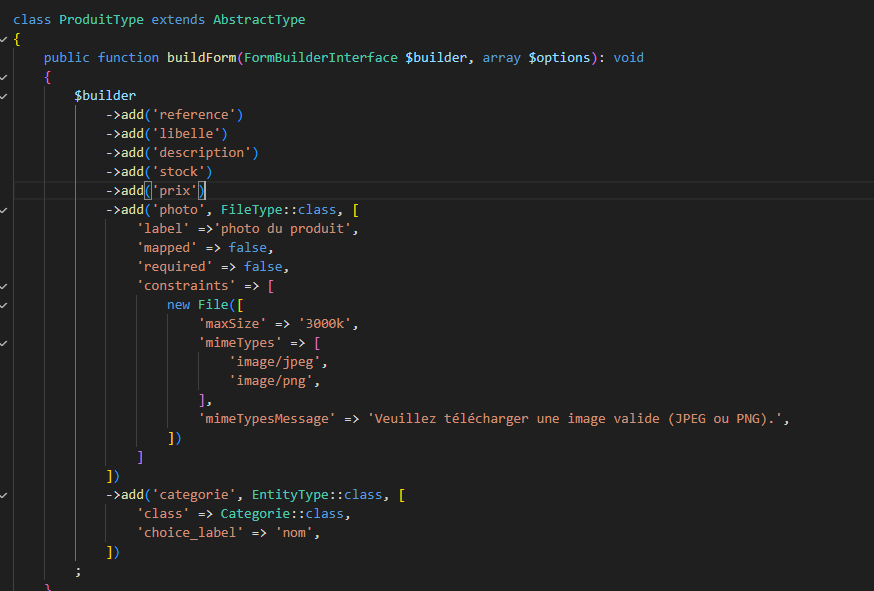 class ProduitType extends AbstractType
{
    public function buildForm(FormBuilderInterface $builder, array $options): void
    {
        $builder
            ->add('reference')
            ->add('libelle')
            ->add('description')
            ->add('stock')
            ->add('prix')
            ->add('photo', FileType::class, [
                'label' =>'photo du produit',
                'mapped' => false,
                'required' => false,
                'constraints' => [
                    new File([
                        'maxSize' => '3000k',
                        'mimeTypes' => [
                            'image/jpeg',
                            'image/png',
                        ],
                        'mimeTypesMessage' => 'Veuillez télécharger une image valide (JPEG ou PNG).',
                    ])
                ]
            ])
            ->add('categorie', EntityType::class, [
                'class' => Categorie::class,
                'choice_label' => 'nom',
            ])
        ;
    }